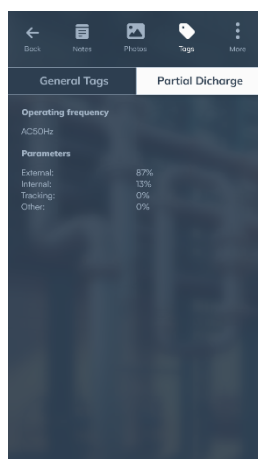 Back Notes Photos Tags More
General Tags Partial Dicharge
Operating frequency
AC50Hz
Parameters
External: 87%
Internal: 13%
Tracking: 0%
Other: 0%